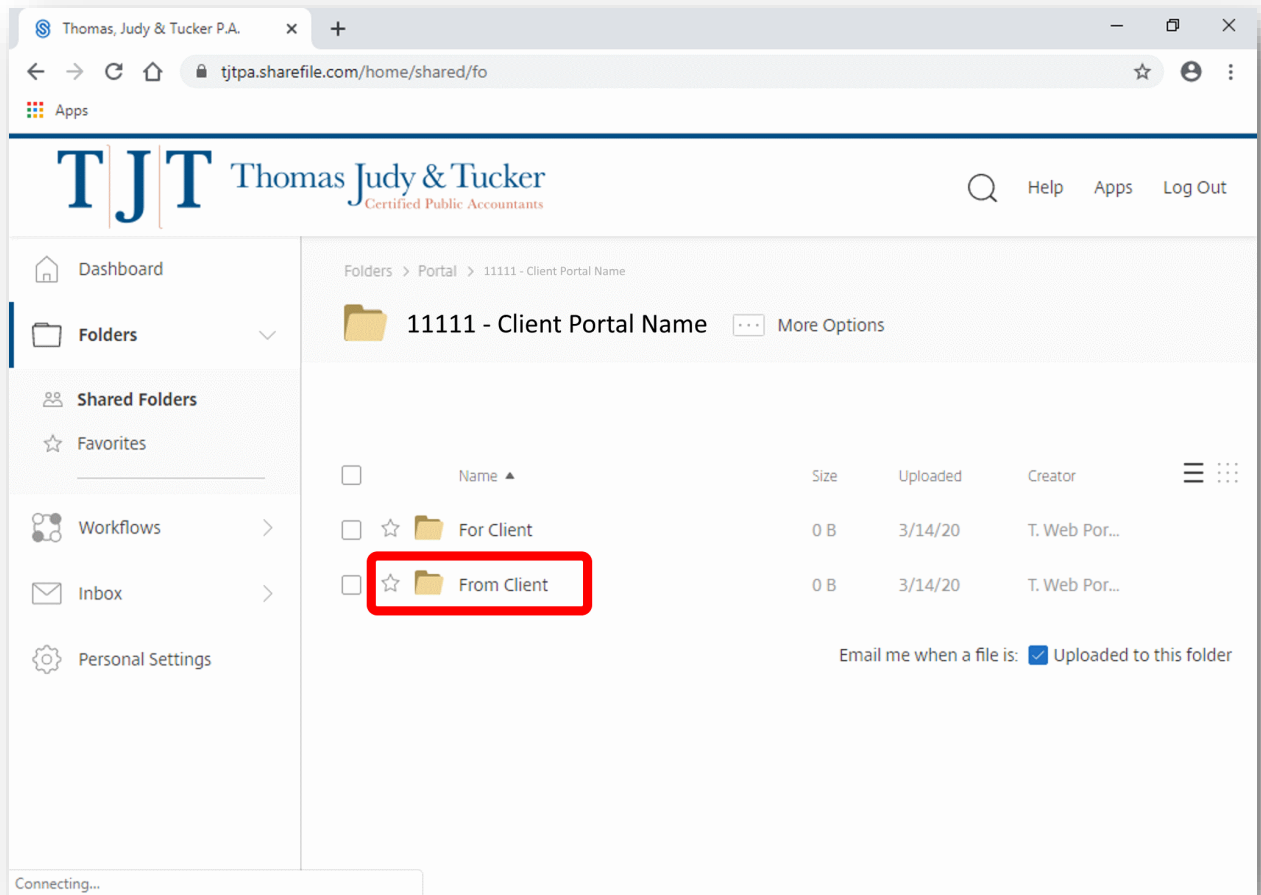 Thomas, Judy & Tucker P.A.
tjtpa.sharefile.com/home/shared/fo
Apps
TJT Thomas Judy & Tucker
Certified Public Accountants
Help Apps Log Out
Dashboard
Folders
Shared Folders
Favorites
Workflows
Inbox
Personal Settings
Folders > Portal > 11111 - Client Portal Name
11111 - Client Portal Name ··· More Options
Name Size Uploaded Creator
For Client 0 B 3/14/20 T. Web Por...
From Client 0 B 3/14/20 T. Web Por...
Email me when a file is: Uploaded to this folder
Connecting...